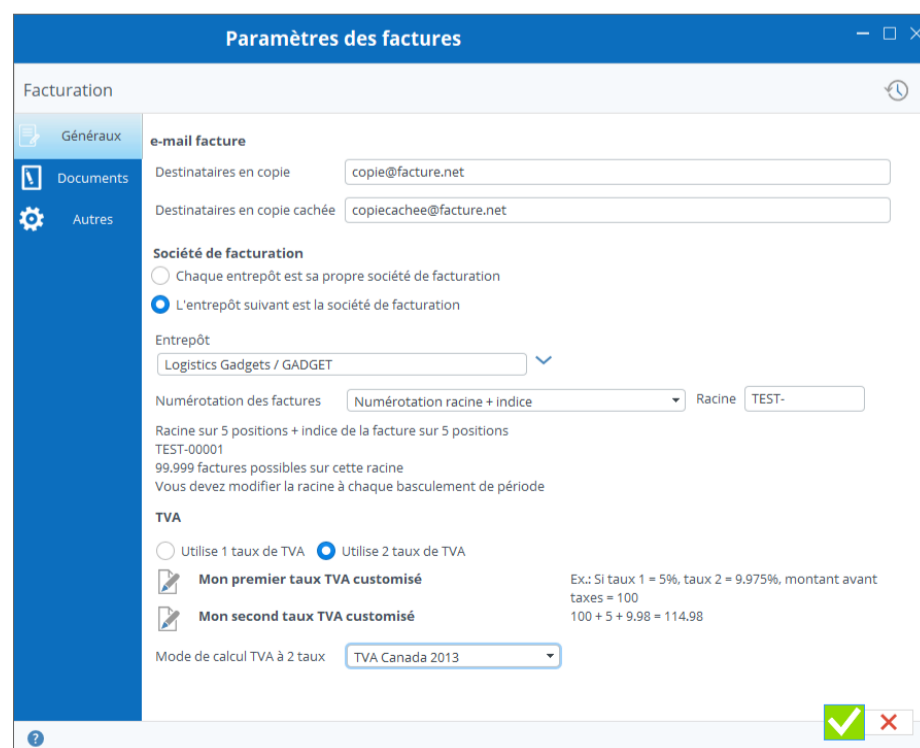 Paramètres des factures
Facturation
Généraux
Documents
Autres
e-mail facture
Destinataires en copie copie@facture.net
Destinataires en copie cachée copiecachee@facture.net
Société de facturation
Chaque entrepôt est sa propre société de facturation
L'entrepôt suivant est la société de facturation
Entrepôt
Logistics Gadgets / GADGET
Numérotation des factures Numérotation racine + indice Racine TEST-
Racine sur 5 positions + indice de la facture sur 5 positions
TEST-00001
99.999 factures possibles sur cette racine
Vous devez modifier la racine à chaque basculement de période
TVA
Utilise 1 taux de TVA Utilise 2 taux de TVA
Mon premier taux TVA customisé
Ex.: Si taux 1 = 5%, taux 2 = 9.975%, montant avant
taxes = 100
Mon second taux TVA customisé
100 + 5 + 9.98 = 114.98
Mode de calcul TVA à 2 taux TVA Canada 2013